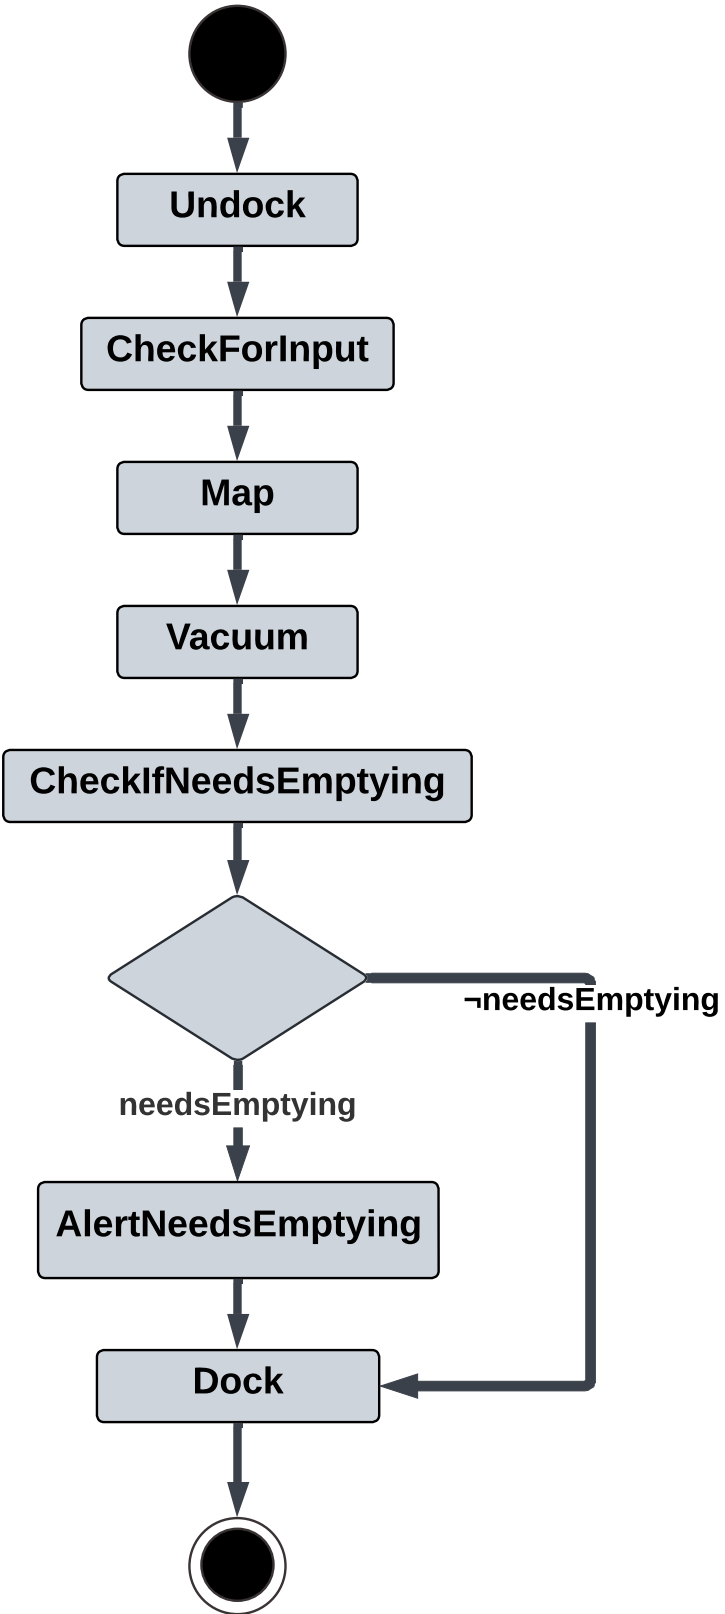 Undock
CheckForInput
Map
Vacuum
CheckIfNeedsEmptying
¬needsEmptying
needsEmptying
AlertNeedsEmptying
Dock